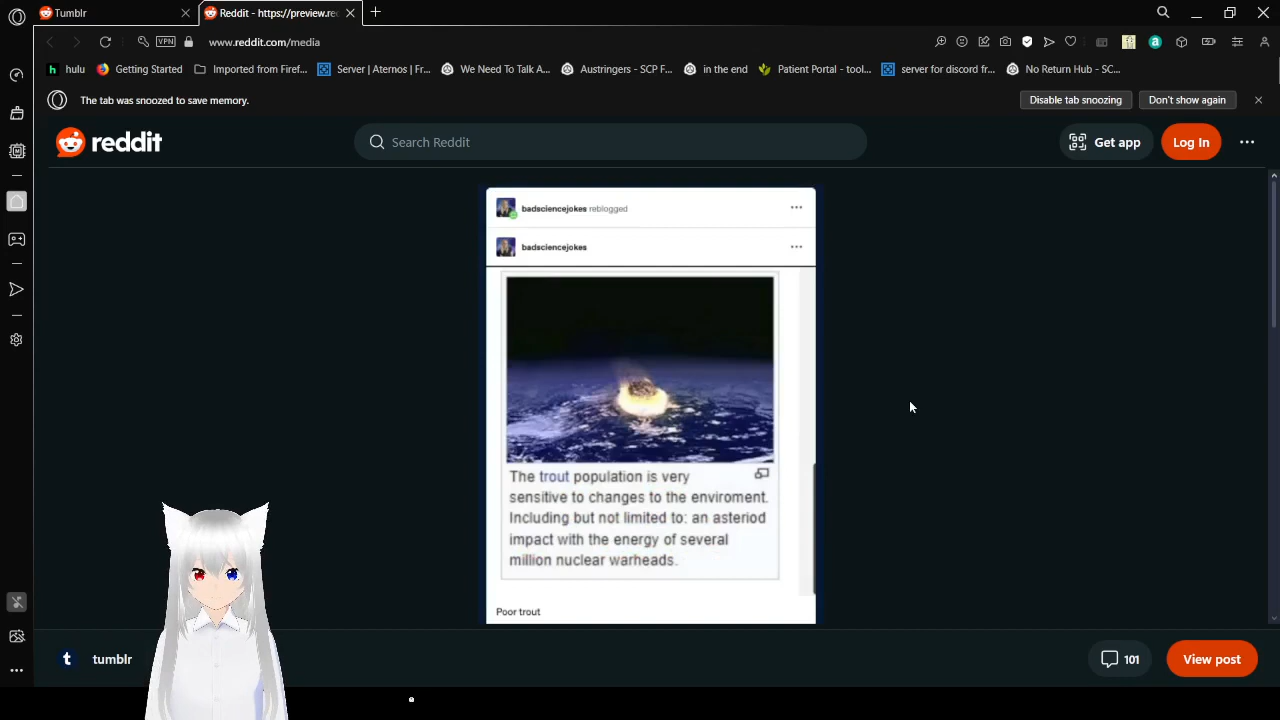 Tumblr
Reddit - https://preview.red
VPN
www.reddit.com/media
hulu
Getting Started
Imported from Firef...
Server | Aternos | Fr...
We Need To Talk A...
Austringers - SCP F...
in the end
Patient Portal - tool...
server for discord fr...
No Return Hub - SC...
The tab was snoozed to save memory.
Disable tab snoozing
Don't show again
reddit
Search Reddit
Get app
Log In
badsciencejokes reblogged
badsciencejokes
The trout population is very
sensitive to changes to the enviroment.
Including but not limited to: an asteriod
impact with the energy of several
million nuclear warheads.
Poor trout
tumblr
101
View post